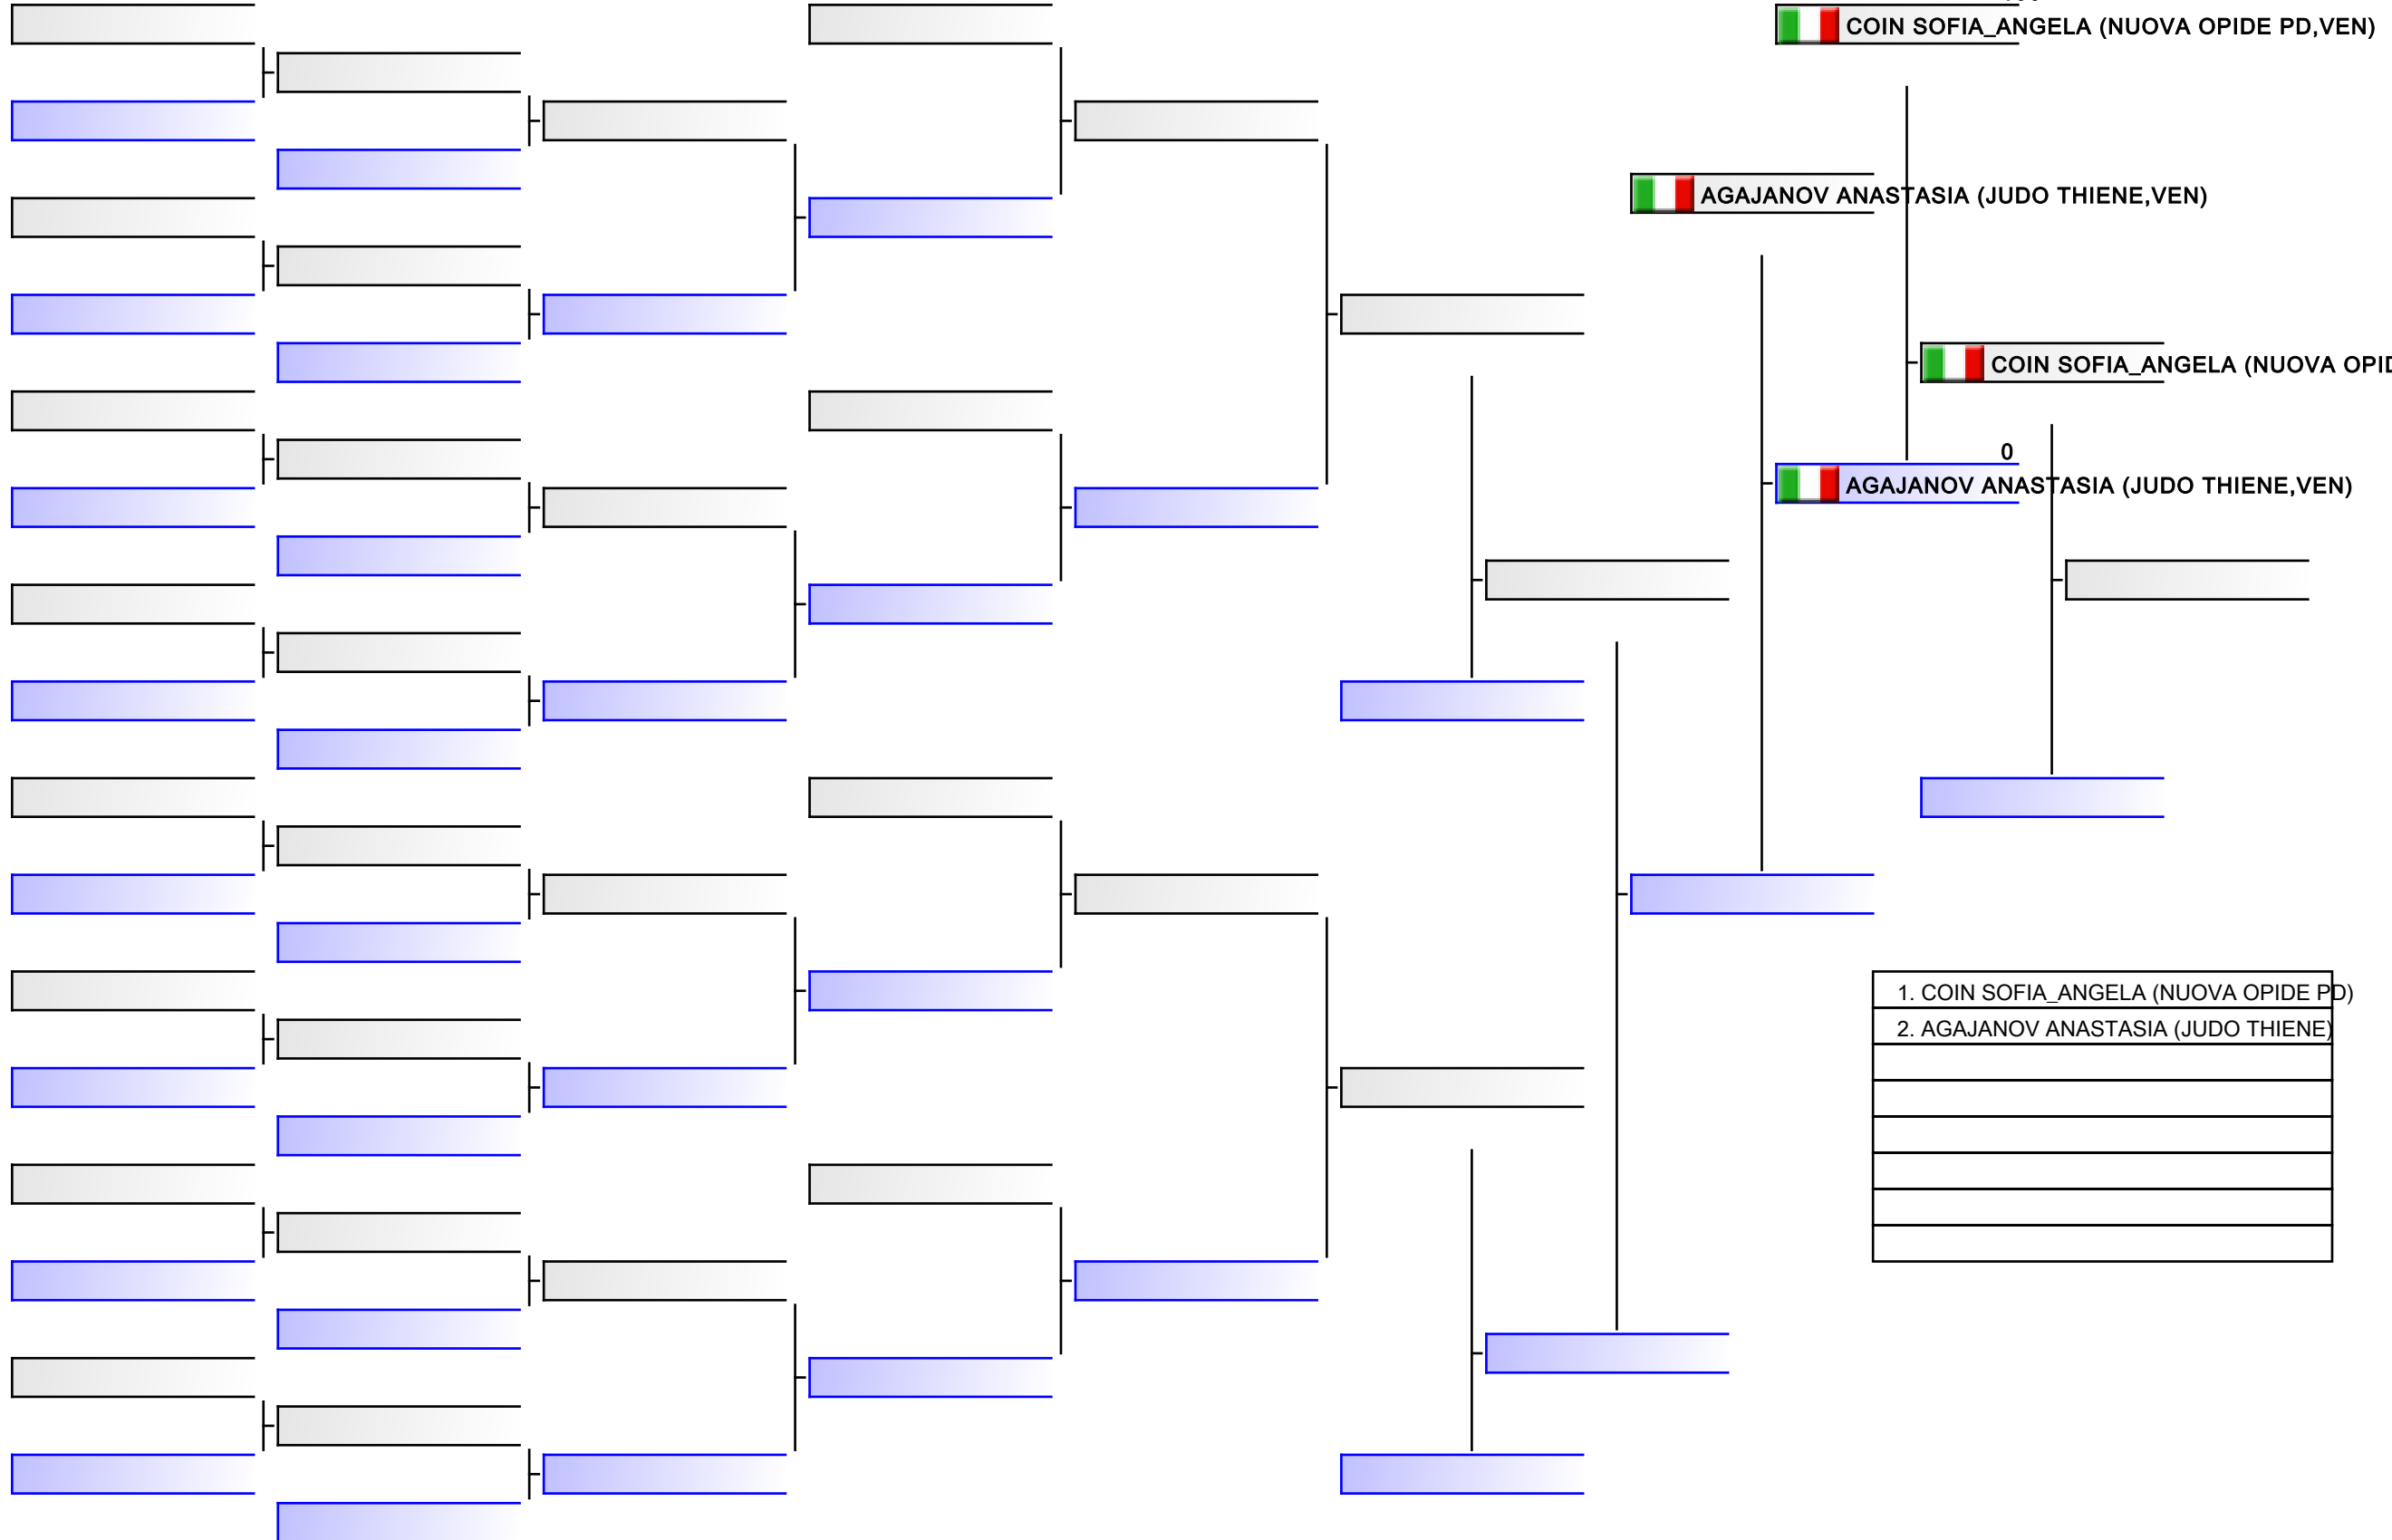 COIN SOFIA_ANGELA (NUOVA OPIDE PD,VEN)
AGAJANOV ANASTASIA (JUDO THIENE,VEN)
COIN SOFIA_ANGELA (NUOVA OPID
0
AGAJANOV ANASTASIA (JUDO THIENE,VEN)
1. COIN SOFIA_ANGELA (NUOVA OPIDE PD)
2. AGAJANOV ANASTASIA (JUDO THIENE)